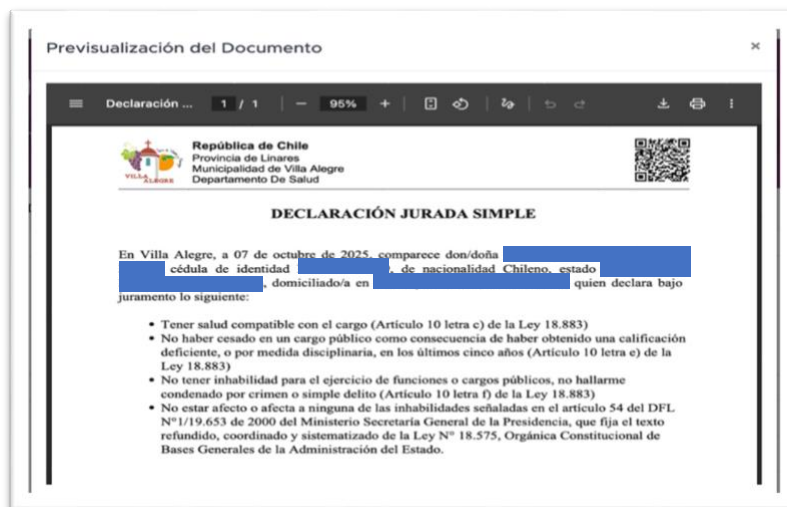 Previsualización del Documento
×
Declaración ... 1 / 1 95%
República de Chile
Provincia de Linares
Municipalidad de Villa Alegre
Departamento De Salud
VILLA ALEGRE
DECLARACIÓN JURADA SIMPLE
En Villa Alegre, a 07 de octubre de 2025, comparece don/doña
cédula de identidad , de nacionalidad Chileno, estado
, domiciliado/a en quien declara bajo
juramento lo siguiente:
• Tener salud compatible con el cargo (Artículo 10 letra c) de la Ley 18.883)
• No haber cesado en un cargo público como consecuencia de haber obtenido una calificación
deficiente, o por medida disciplinaria, en los últimos cinco años (Artículo 10 letra e) de la
Ley 18.883)
• No tener inhabilidad para el ejercicio de funciones o cargos públicos, no hallarme
condenado por crimen o simple delito (Artículo 10 letra f) de la Ley 18.883)
• No estar afecto o afecta a ninguna de las inhabilidades señaladas en el artículo 54 del DFL
N°1/19.653 de 2000 del Ministerio Secretaría General de la Presidencia, que fija el texto
refundido, coordinado y sistematizado de la Ley N° 18.575, Orgánica Constitucional de
Bases Generales de la Administración del Estado.